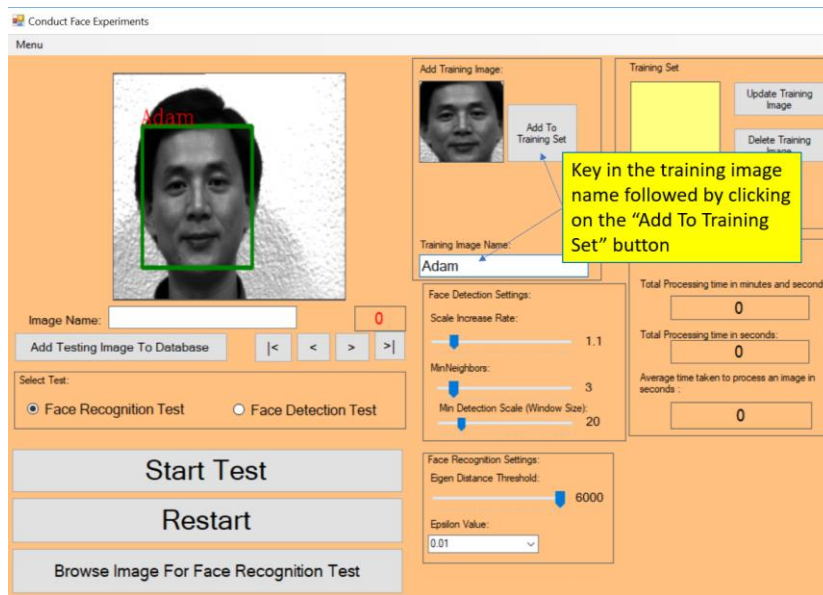 Conduct Face Experiments
Menu
Adam
Image Name:
0
Add Testing Image To Database
|<
<
>
>|
Select Test:
Face Recognition Test
Face Detection Test
Start Test
Restart
Browse Image For Face Recognition Test
Add Training Image:
Add To
Training Set
Training Image Name:
Adam
Face Detection Settings:
Scale Increase Rate:
1.1
MinNeighbors:
3
Min Detection Scale (Window Size):
20
Face Recognition Settings:
Eigen Distance Threshold:
6000
Epsilon Value:
0.01
Training Set
Update Training
Image
Delete Training
Key in the training image
name followed by clicking
on the “Add To Training
Set” button
Total Processing time in minutes and second
0
Total Processing time in seconds:
0
Average time taken to process an image in
seconds :
0